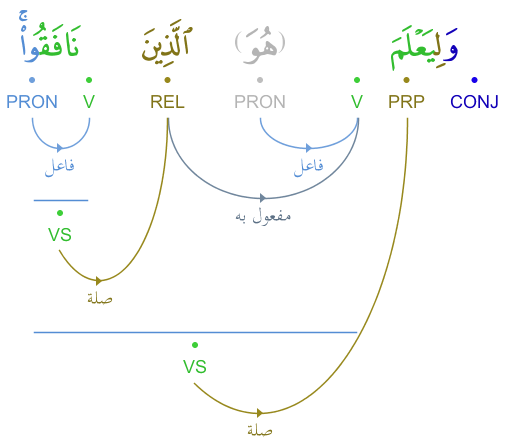 وَلِيَعْلَمَ (هُوَ) ٱلَّذِينَ نَافَقُوا۟ۚ
CONJ PRP V PRON REL V PRON
فاعل فاعل
مفعول به
VS
صلة
VS
صلة